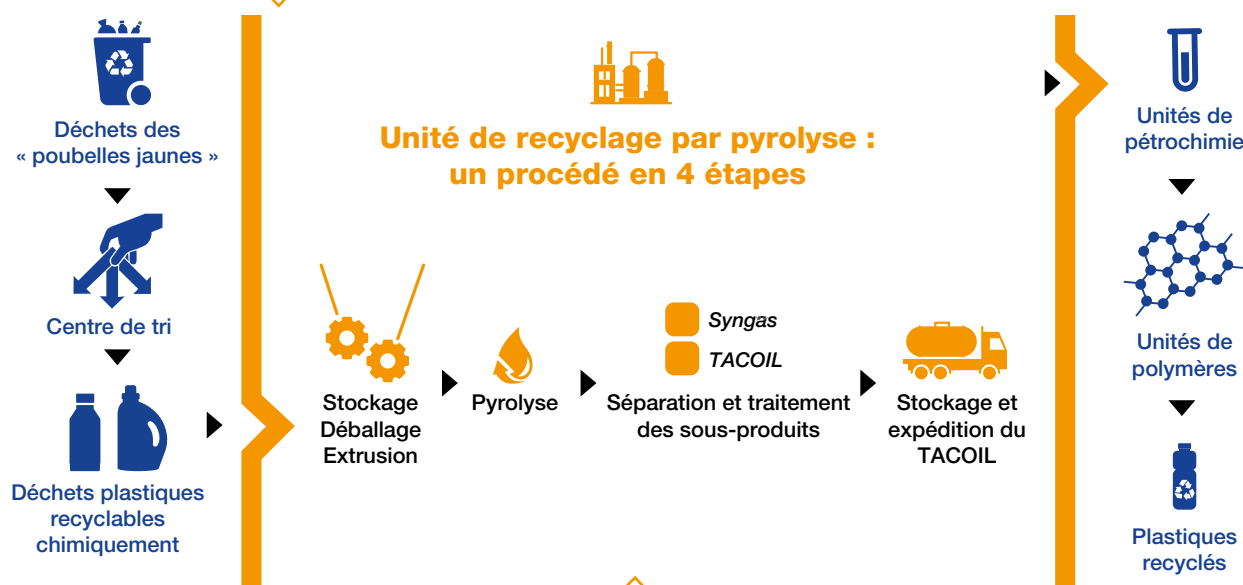 Déchets des
« poubelles jaunes »
Centre de tri
Déchets plastiques
recyclables
chimiquement
Unité de recyclage par pyrolyse :
un procédé en 4 étapes
Stockage
Déballage
Extrusion
Pyrolyse
Syngas
TACOIL
Séparation et traitement
des sous-produits
Stockage et
expédition du
TACOIL
Unités de
pétrochimie
Unités de
polymères
Plastiques
recyclés